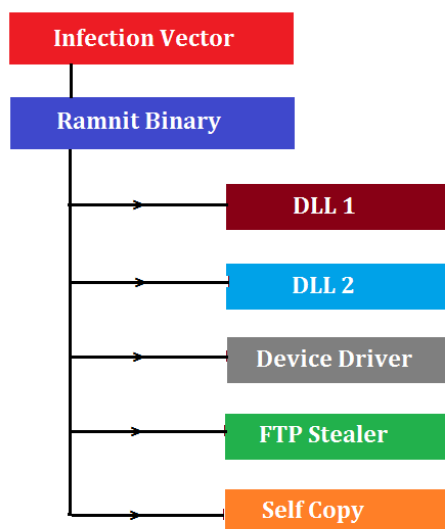 Infection Vector
Ramnit Binary
DLL 1
DLL 2
Device Driver
FTP Stealer
Self Copy